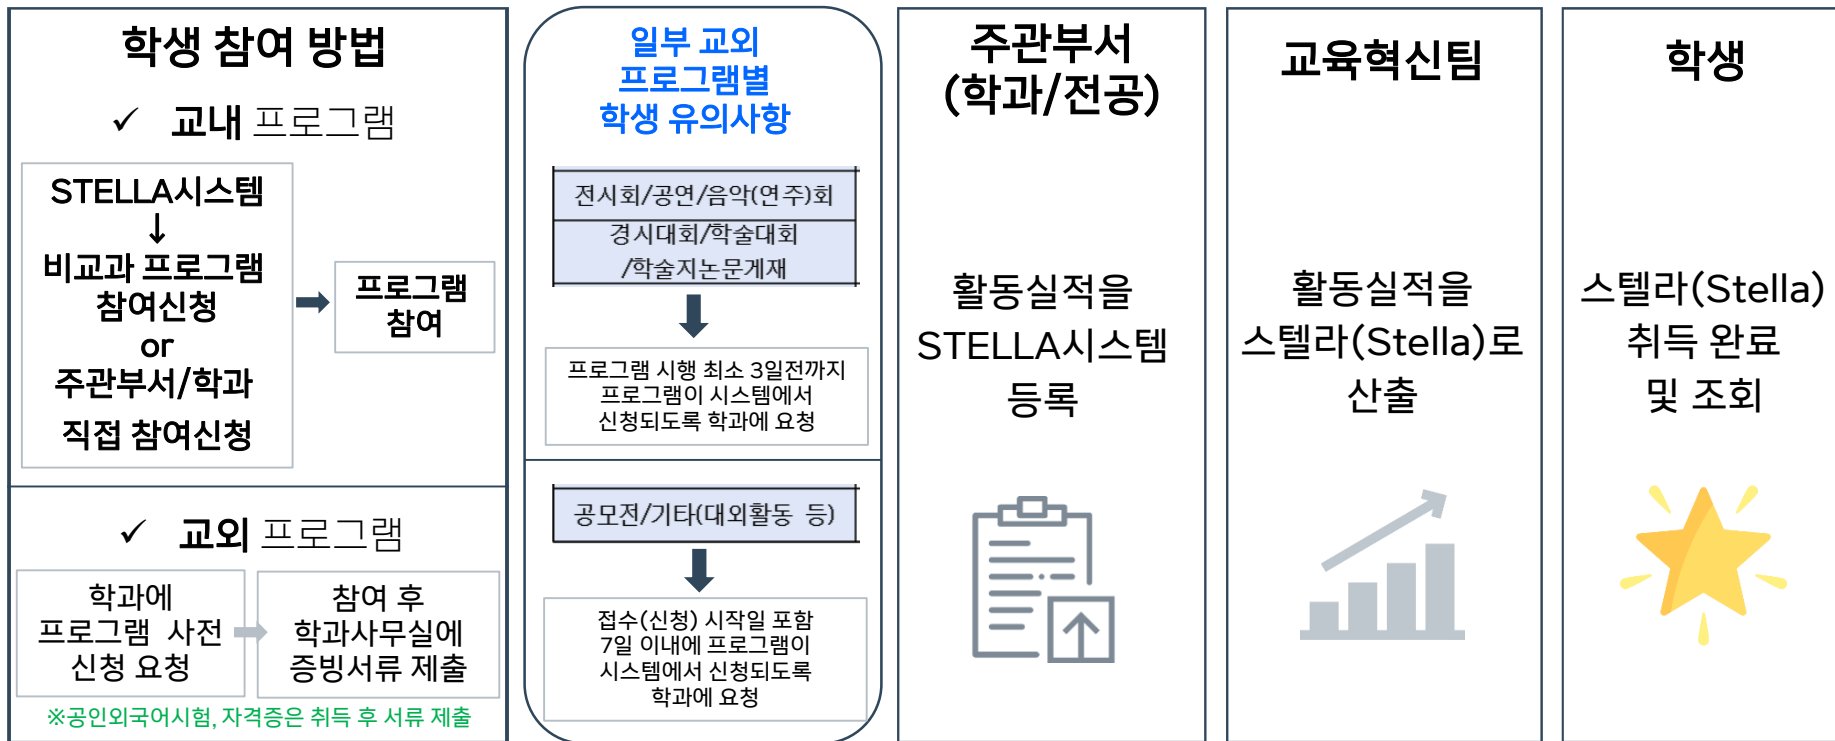 학생 참여 방법
✓ 교내 프로그램
STELLA시스템
↓
비교과 프로그램
참여신청
or
주관부서/학과
직접 참여신청
프로그램
참여
✓ 교외 프로그램
학과에
프로그램 사전
신청 요청
참여 후
학과사무실에
증빙서류 제출
※공인외국어시험, 자격증은 취득 후 서류 제출
일부 교외
프로그램별
학생 유의사항
전시회/공연/음악(연주)회
경시대회/학술대회
/학술지논문게재
프로그램 시행 최소 3일전까지
프로그램이 시스템에서
신청되도록 학과에 요청
공모전/기타(대외활동 등)
접수(신청) 시작일 포함
7일 이내에 프로그램이
시스템에서 신청되도록
학과에 요청
주관부서
(학과/전공)
활동실적을
STELLA시스템
등록
교육혁신팀
활동실적을
스텔라(Stella)로
산출
학생
스텔라(Stella)
취득 완료
및 조회